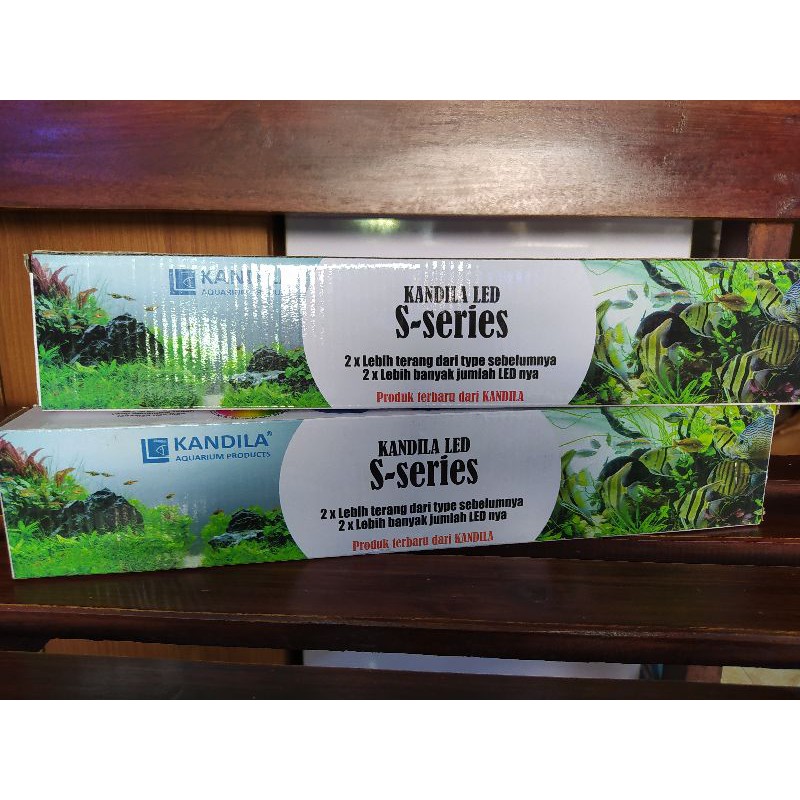 KANDILA
AQUARIUM PRODUCTS
KANDILA LED
S-series
2 x Lebih terang dari type sebelumnya
2 x Lebih banyak jumlah LED nya
Produk terbaru dari KANDILA
KANDILA®
AQUARIUM PRODUCTS
KANDILA LED
S-series
2 x Lebih terang dari type sebelumnya
2 x Lebih banyak jumlah LED nya
Produk terbaru dari KANDILA